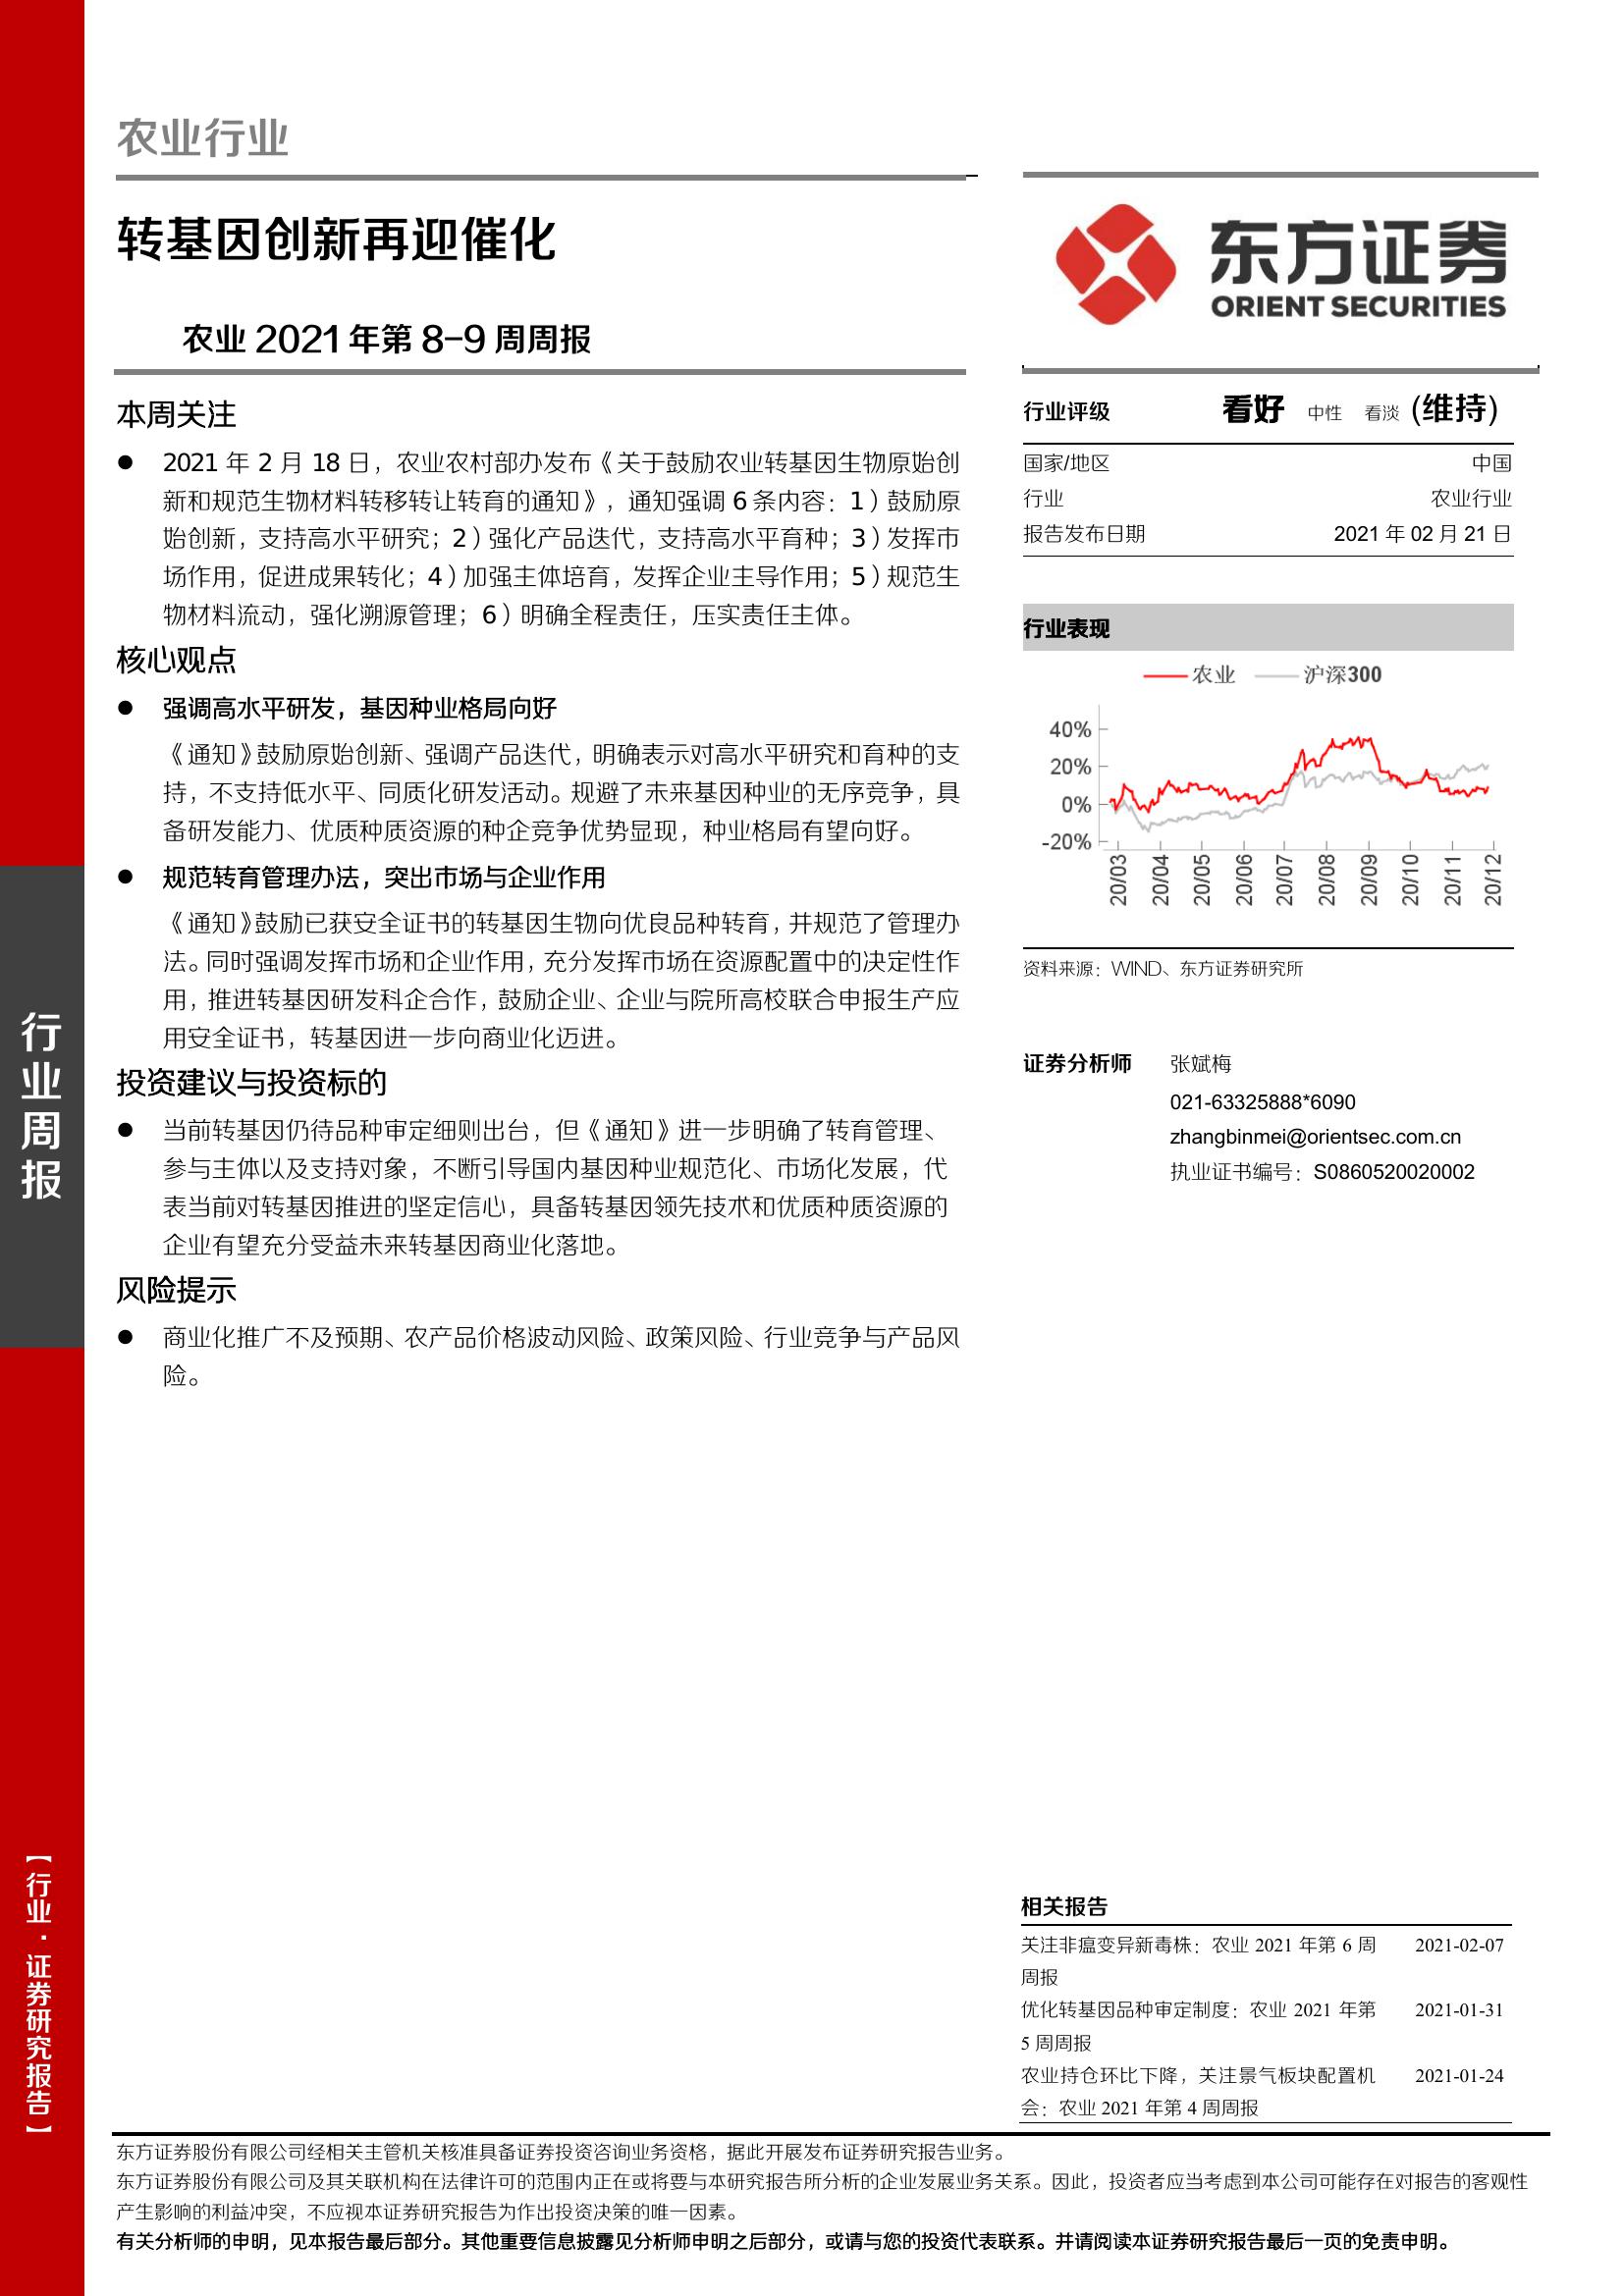 农业行业
转基因创新再迎催化
农业 2021 年第 8-9 周周报
本周关注
● 2021 年 2 月 18 日，农业农村部办发布《关于鼓励农业转基因生物原始创
新和规范生物材料转移转让转育的通知》，通知强调 6 条内容：1）鼓励原
始创新，支持高水平研究；2）强化产品迭代，支持高水平育种；3）发挥市
场作用，促进成果转化；4）加强主体培育，发挥企业主导作用；5）规范生
物材料流动，强化溯源管理；6）明确全程责任，压实责任主体。
核心观点
● 强调高水平研发，基因种业格局向好
《通知》鼓励原始创新、强调产品迭代，明确表示对高水平研究和育种的支
持，不支持低水平、同质化研发活动。规避了未来基因种业的无序竞争，具
备研发能力、优质种质资源的种企竞争优势显现，种业格局有望向好。
● 规范转育管理办法，突出市场与企业作用
《通知》鼓励已获安全证书的转基因生物向优良品种转育，并规范了管理办
法。同时强调发挥市场和企业作用，充分发挥市场在资源配置中的决定性作
用，推进转基因研发科企合作，鼓励企业、企业与院所高校联合申报生产应
用安全证书，转基因进一步向商业化迈进。
投资建议与投资标的
● 当前转基因仍待品种审定细则出台，但《通知》进一步明确了转育管理、
参与主体以及支持对象，不断引导国内基因种业规范化、市场化发展，代
表当前对转基因推进的坚定信心，具备转基因领先技术和优质种质资源的
企业有望充分受益未来转基因商业化落地。
风险提示
● 商业化推广不及预期、农产品价格波动风险、政策风险、行业竞争与产品风
险。
东方证券
ORIENT SECURITIES
行业评级 看好 中性 看淡 (维持)
国家/地区 中国
行业 农业行业
报告发布日期 2021 年 02 月 21 日
行业表现
农业 沪深300
40%
20%
0%
-20%
20/03 20/04 20/05 20/06 20/07 20/08 20/09 20/10 20/11 20/12
资料来源：WIND、东方证券研究所
证券分析师 张斌梅
021-63325888*6090
zhangbinmei@orientsec.com.cn
执业证书编号：S0860520020002
相关报告
关注非瘟变异新毒株：农业 2021 年第 6 周 2021-02-07
周报
优化转基因品种审定制度：农业 2021 年第 2021-01-31
5 周周报
农业持仓环比下降，关注景气板块配置机 2021-01-24
会：农业 2021 年第 4 周周报
行业周报
【行业·证券研究报告】
东方证券股份有限公司经相关主管机关核准具备证券投资咨询业务资格，据此开展发布证券研究报告业务。
东方证券股份有限公司及其关联机构在法律许可的范围内正在或将要与本研究报告所分析的企业发展业务关系。因此，投资者应当考虑到本公司可能存在对报告的客观性
产生影响的利益冲突，不应视本证券研究报告为作出投资决策的唯一因素。
有关分析师的申明，见本报告最后部分。其他重要信息披露见分析师申明之后部分，或请与您的投资代表联系。并请阅读本证券研究报告最后一页的免责申明。